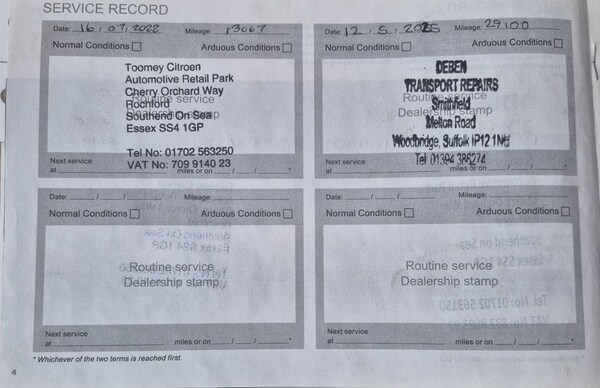 SERVICE RECORD
Date: 16 / 07 / 2022 Mileage: 13067
Normal Conditions Arduous Conditions
Toomey Citroen
Automotive Retail Park
Cherry Orchard Way
Routine service
Rochford
Dealership stamp
Southend On Sea
Essex SS4 1GP
Tel No: 01702 563250
VAT No: 709 9140 23
Next service
at miles or on / / *
Date: 12 / 5 / 2025 Mileage: 29100
Normal Conditions Arduous Conditions
DEBEN
TRANSPORT REPAIRS
Routine service
Smithfield
Dealership stamp
Melton Road
Woodbridge, Suffolk IP12 1NG
Tel 01394 386274
Next service
at miles or on / / *
Date: / / Mileage:
Normal Conditions Arduous Conditions
Routine service
Dealership stamp
Next service
at miles or on / / *
Date: / / Mileage:
Normal Conditions Arduous Conditions
Routine service
Dealership stamp
Next service
at miles or on / / *
* Whichever of the two terms is reached first.
4